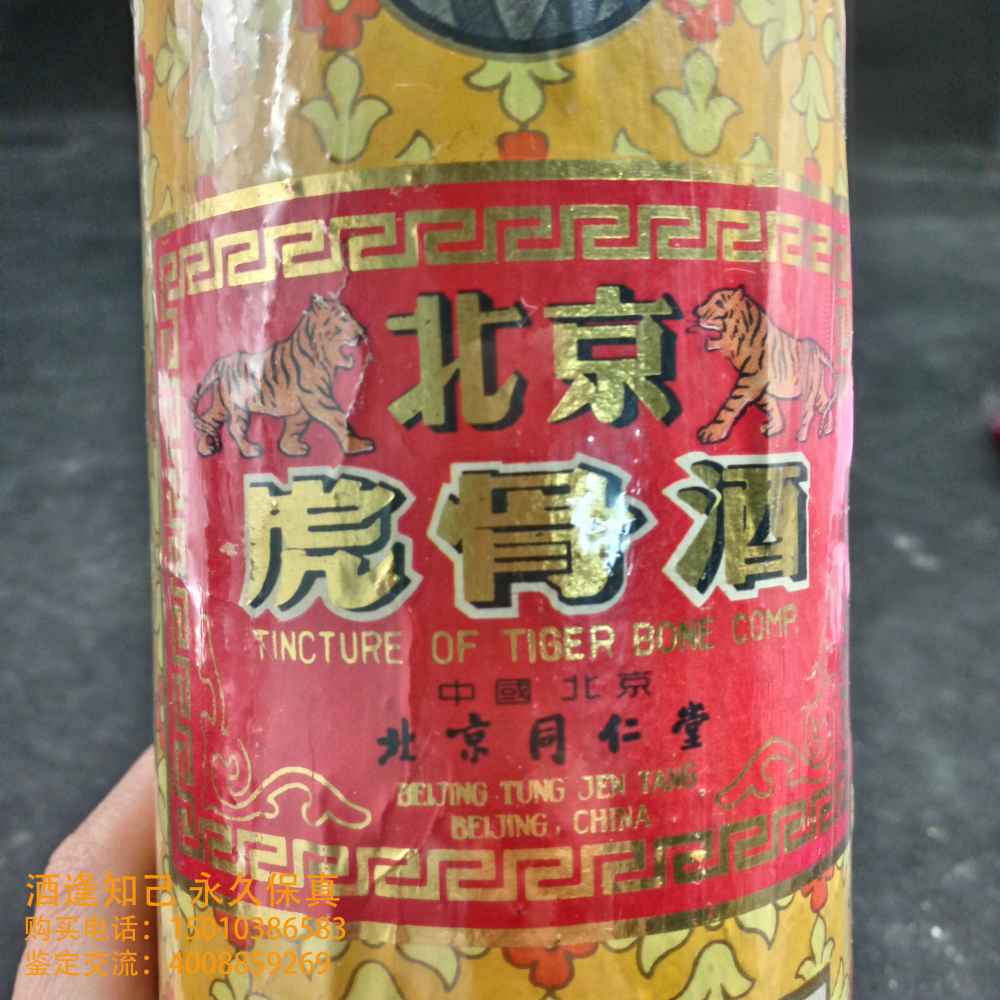 北京
虎骨酒
TINCTURE OF TIGER BONE COMP.
中國 北京
北京同仁堂
BEIJING TUNG JEN TANG
BEIJING, CHINA
酒逢知己 永久保真
购买电话：15010386583
鉴定交流：4008859269